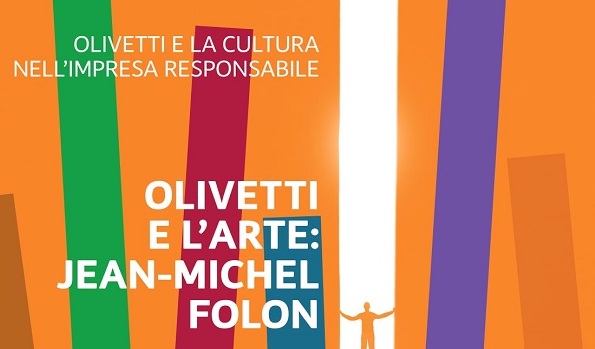 OLIVETTI E LA CULTURA
NELL'IMPRESA RESPONSABILE
OLIVETTI
E L'ARTE:
JEAN-MICHEL
FOLON